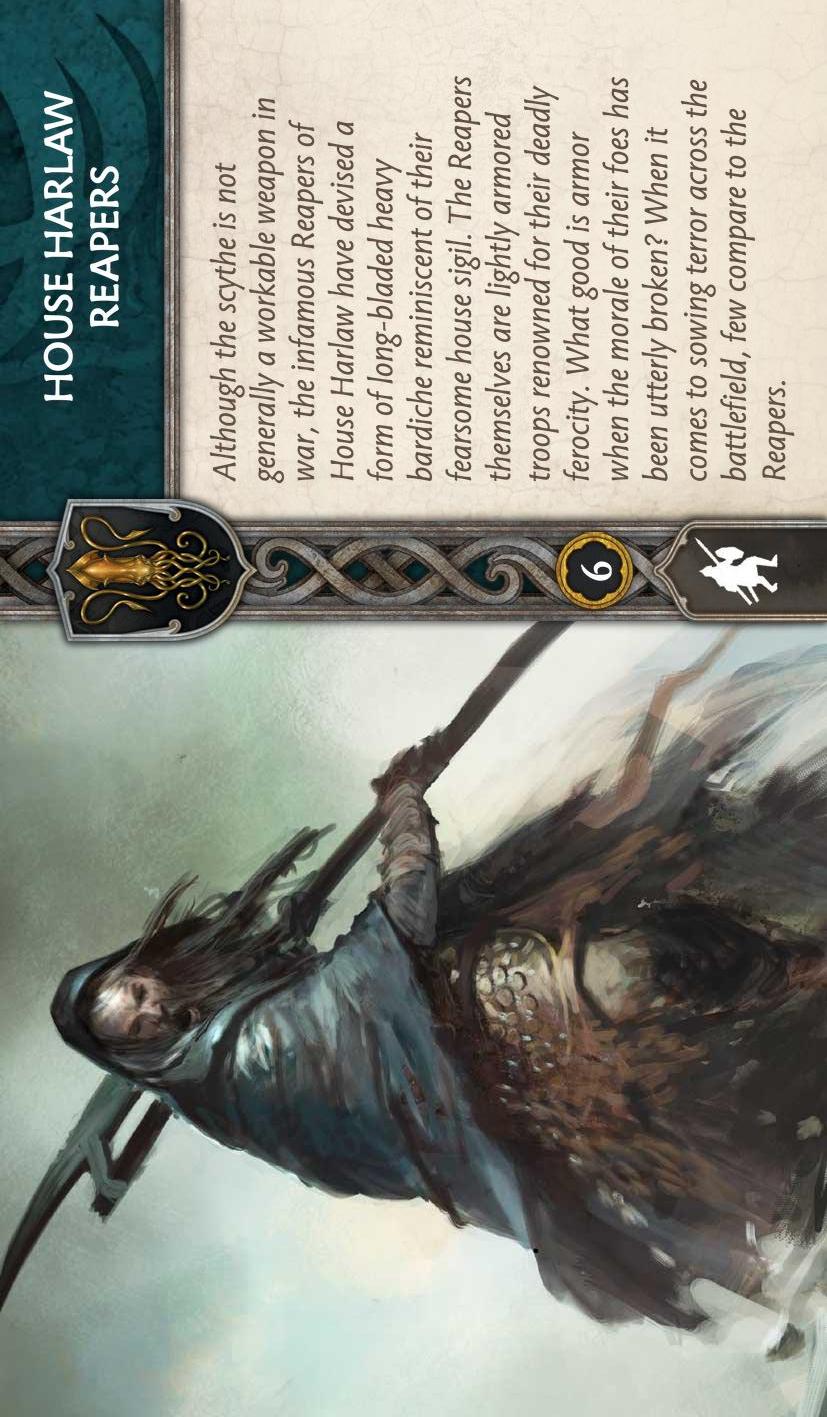 HOUSE HARLAW
REAPERS
Although the scythe is not
generally a workable weapon in
war, the infamous Reapers of
House Harlaw have devised a
form of long-bladed heavy
bardiche reminiscent of their
fearsome house sigil. The Reapers
themselves are lightly armored
troops renowned for their deadly
ferocity. What good is armor
when the morale of their foes has
been utterly broken? When it
comes to sowing terror across the
battlefield, few compare to the
Reapers.
6